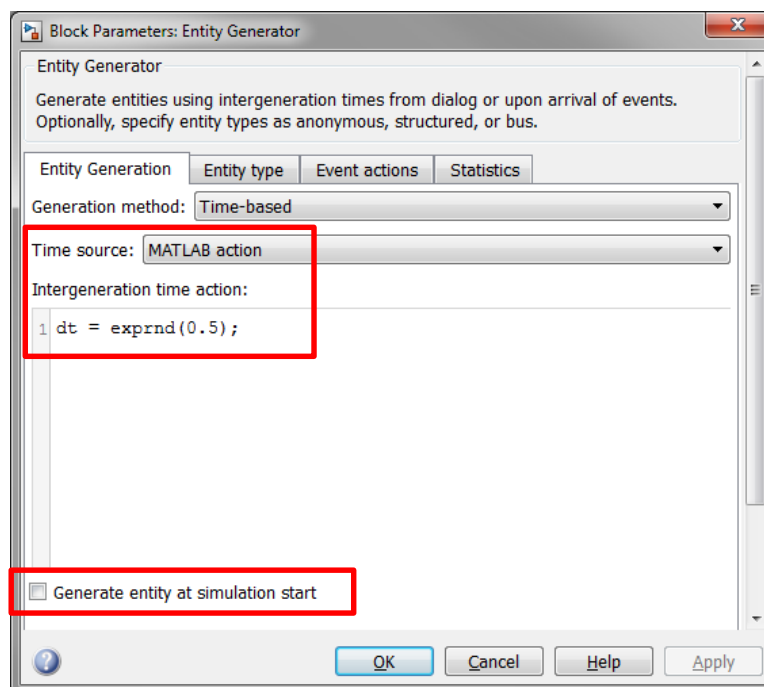 Block Parameters: Entity Generator
Entity Generator
Generate entities using intergeneration times from dialog or upon arrival of events.
Optionally, specify entity types as anonymous, structured, or bus.
Entity Generation Entity type Event actions Statistics
Generation method: Time-based
Time source: MATLAB action
Intergeneration time action:
1 dt = exprnd(0.5);
Generate entity at simulation start
? OK Cancel Help Apply